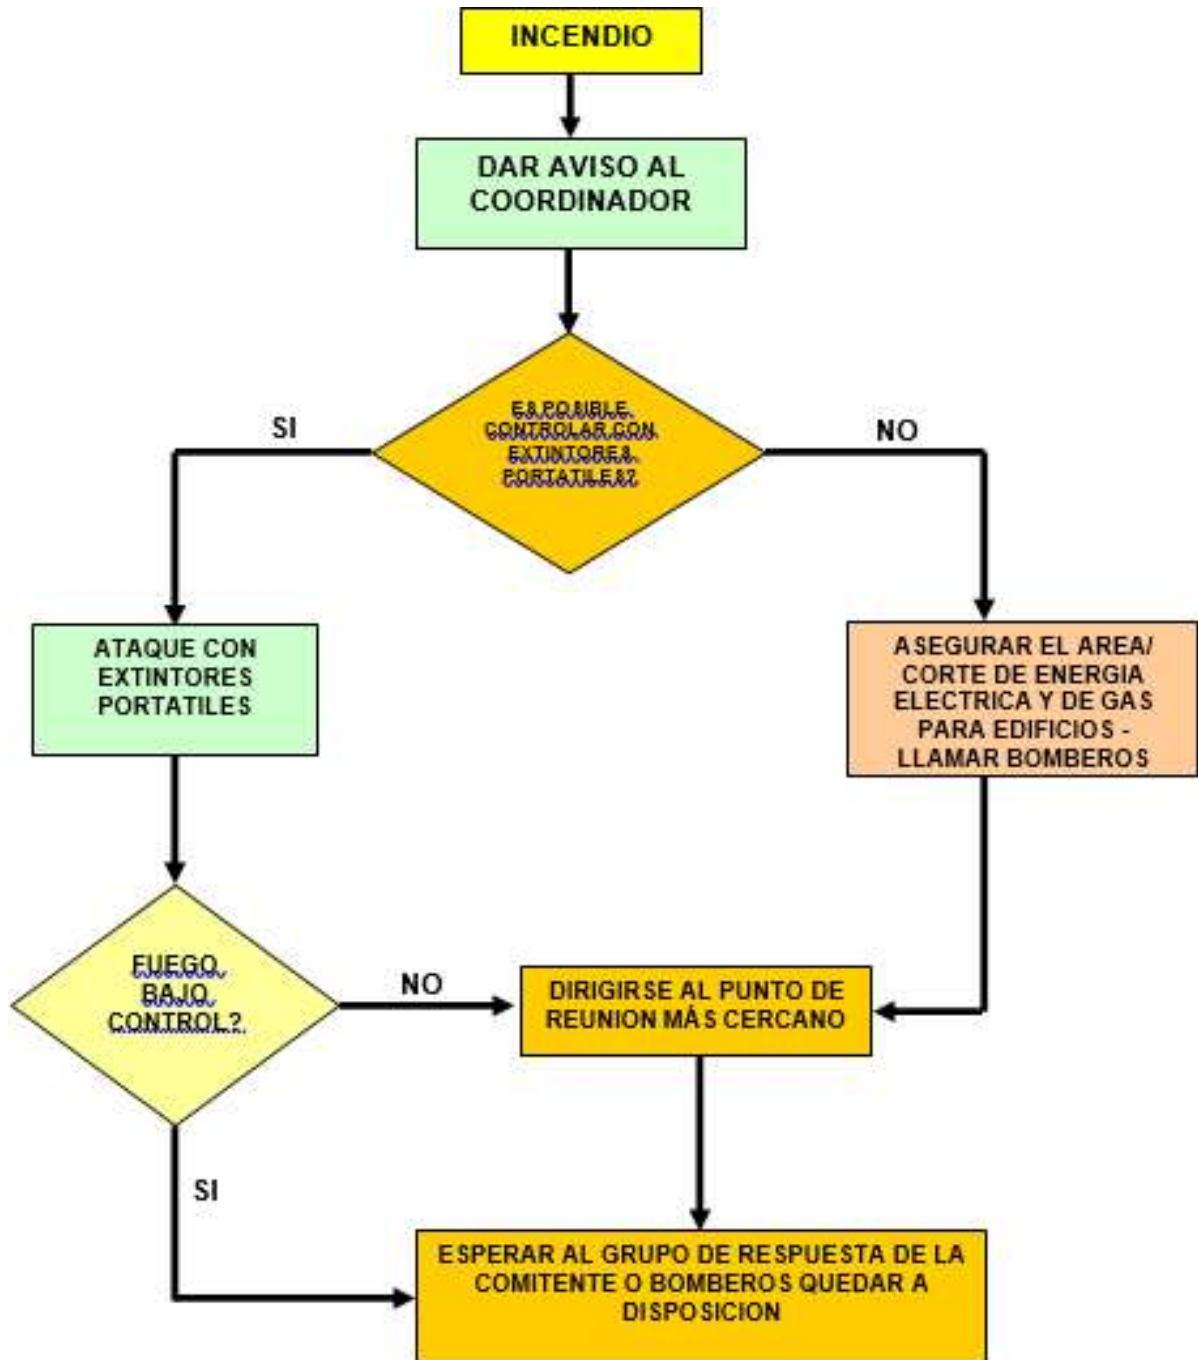 INCENDIO
DAR AVISO AL
COORDINADOR
SI
ES POSIBLE
CONTROLAR CON
EXTINTORES
PORTATILES?
NO
ATAQUE CON
EXTINTORES
PORTATILES
ASEGURAR EL AREA/
CORTE DE ENERGIA
ELECTRICA Y DE GAS
PARA EDIFICIOS -
LLAMAR BOMBEROS
FUEGO
BAJO
CONTROL?
NO
DIRIGIRSE AL PUNTO DE
REUNION MÁS CERCANO
SI
ESPERAR AL GRUPO DE RESPUESTA DE LA
COMITENTE O BOMBEROS QUEDAR A
DISPOSICION